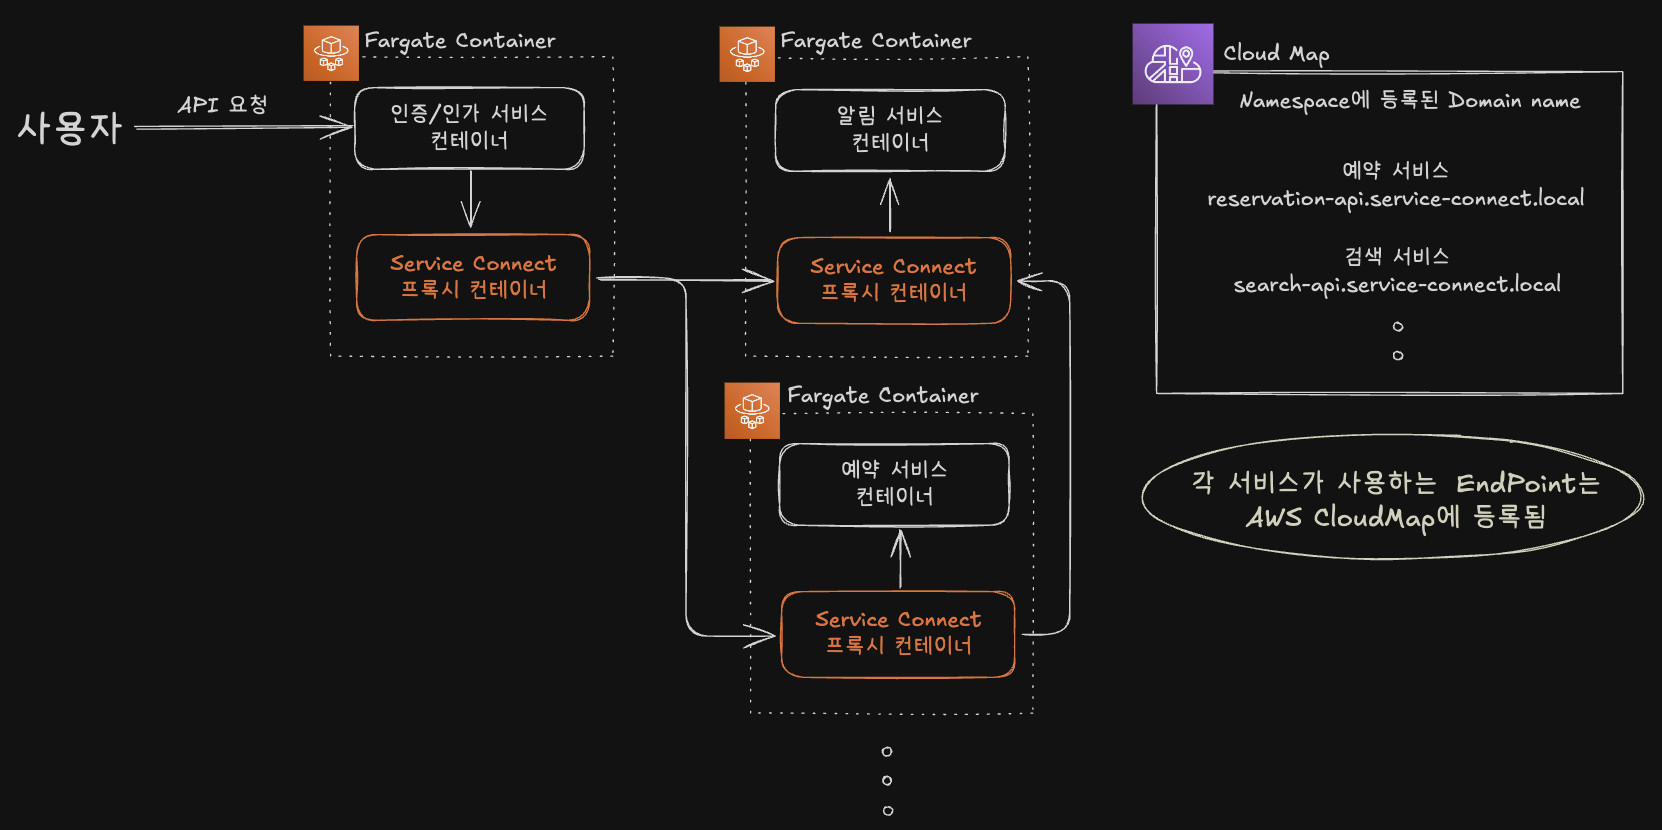 사용자
API 요청
Fargate Container
인증/인가 서비스
컨테이너
Service Connect
프록시 컨테이너
Fargate Container
알림 서비스
컨테이너
Service Connect
프록시 컨테이너
Fargate Container
예약 서비스
컨테이너
Service Connect
프록시 컨테이너
Cloud Map
Namespace에 등록된 Domain name
예약 서비스
reservation-api.service-connect.local
검색 서비스
search-api.service-connect.local
각 서비스가 사용하는 EndPoint는
AWS CloudMap에 등록됨